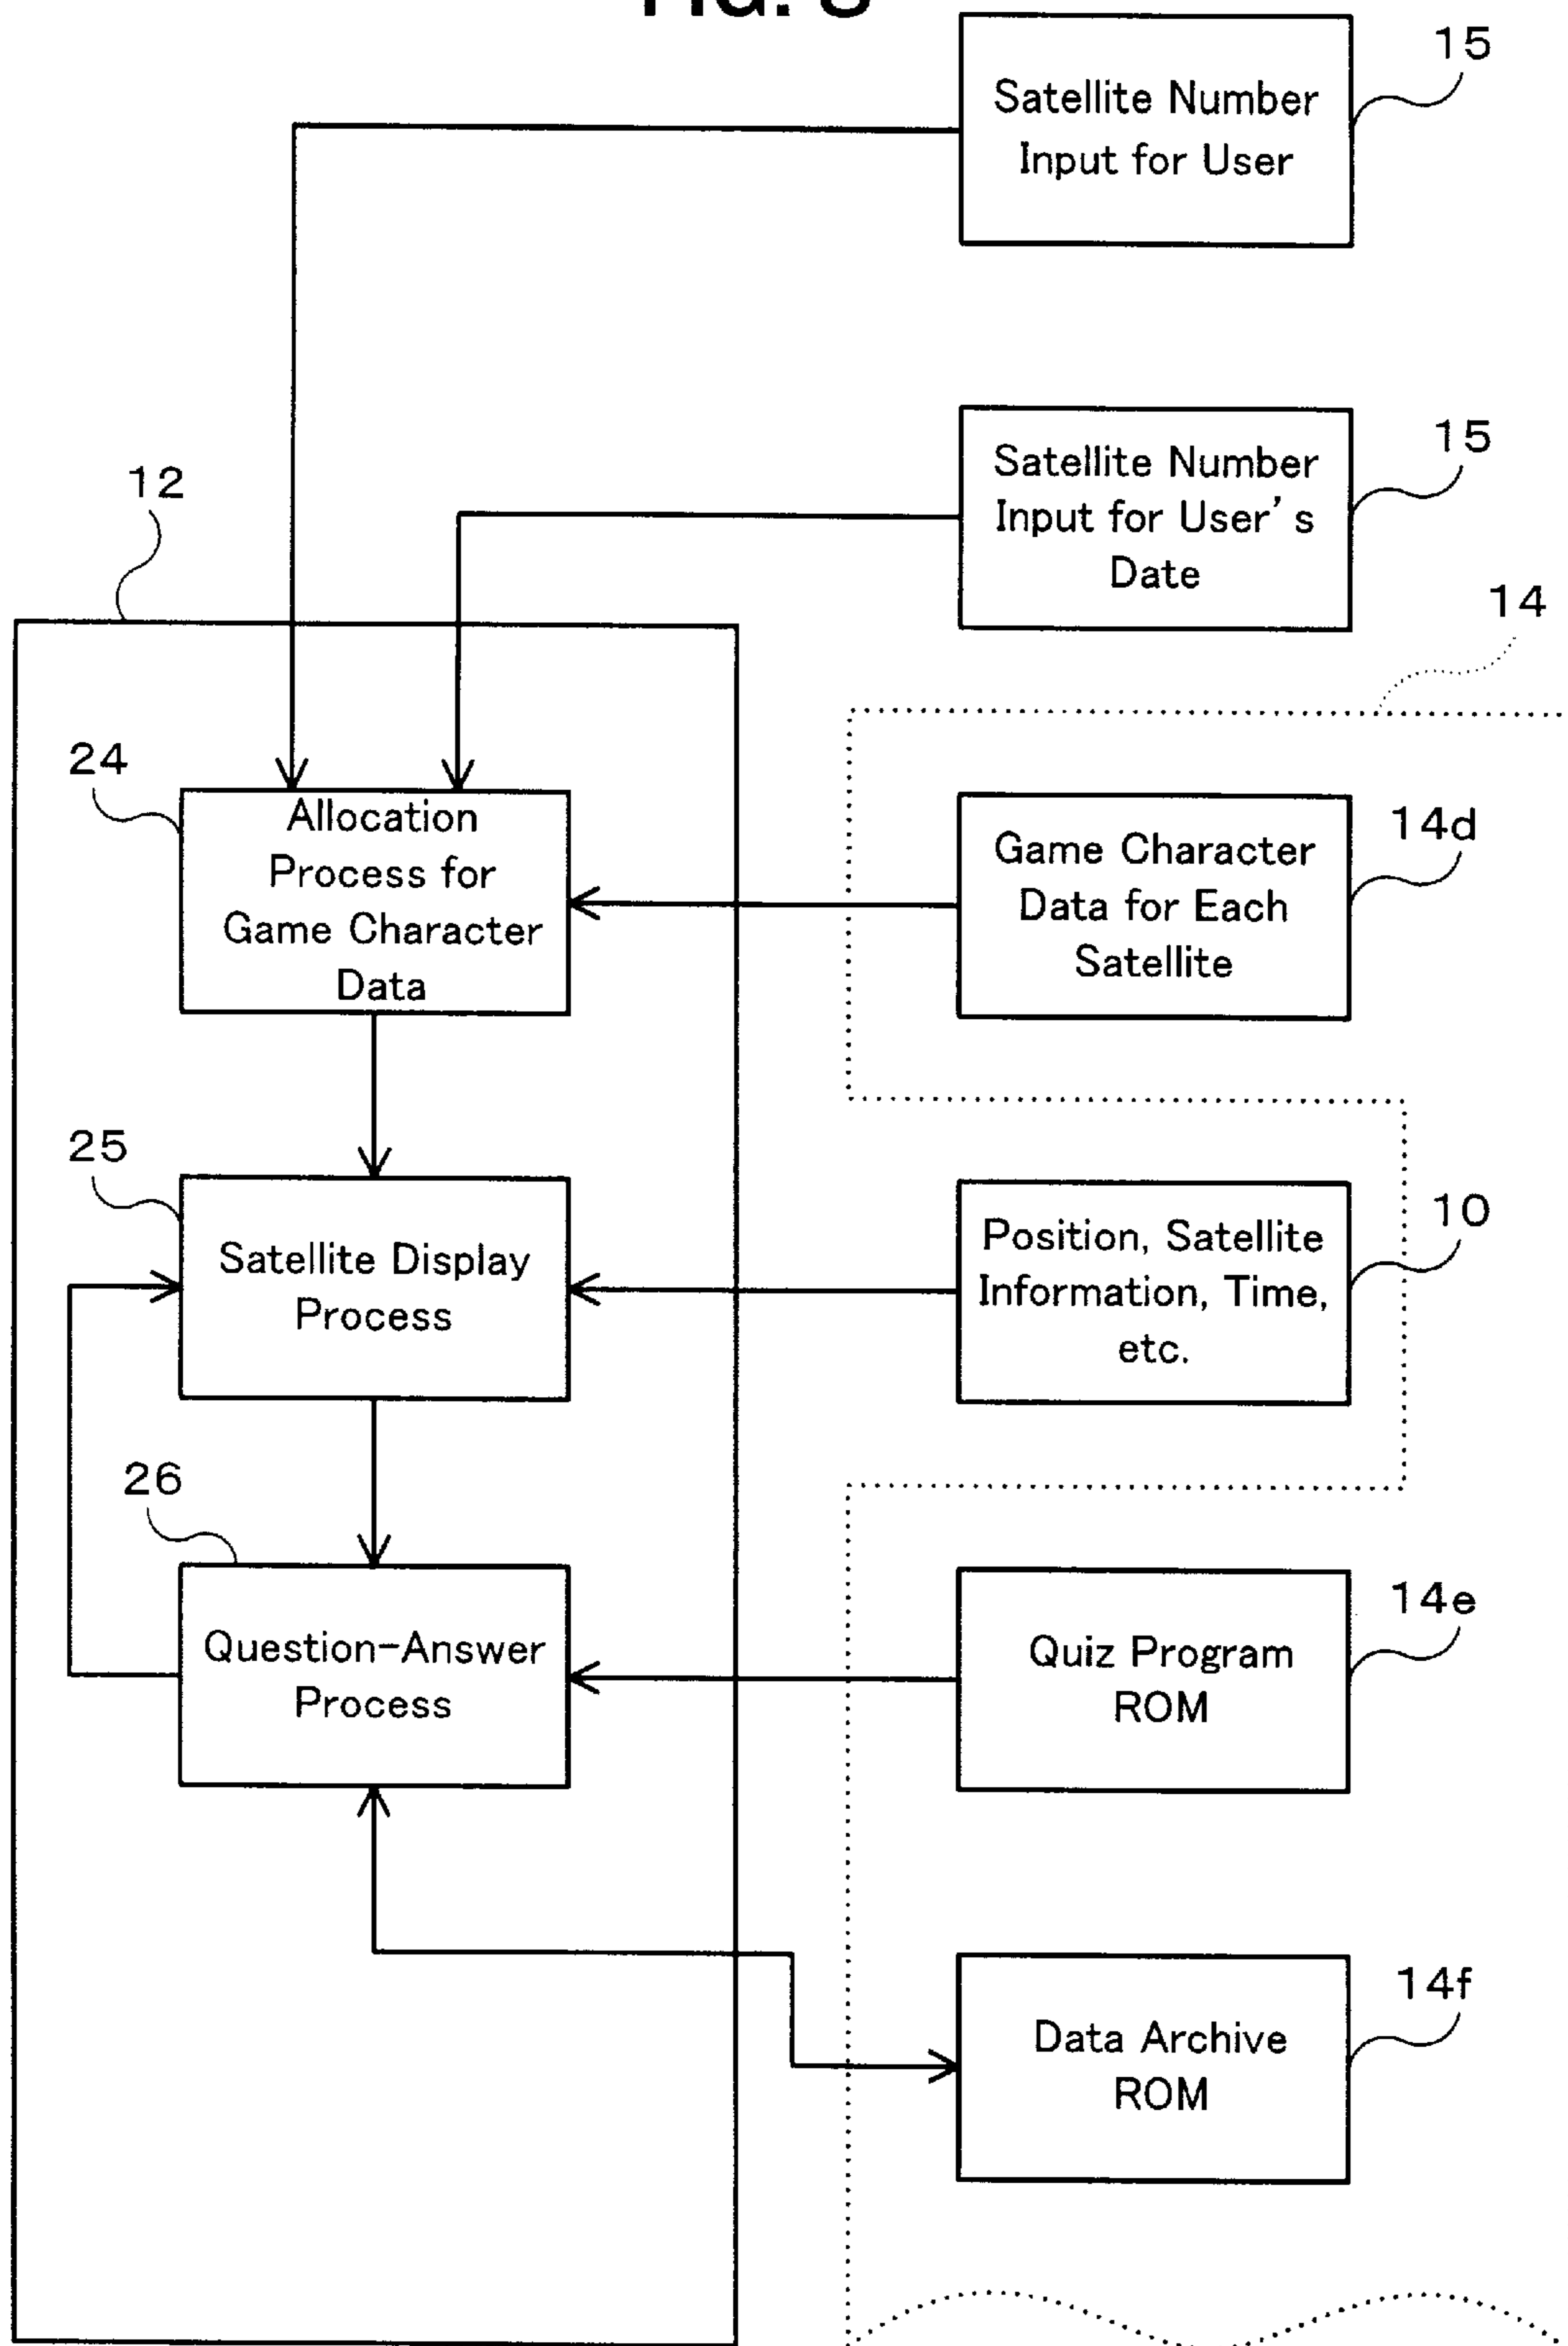 15
Satellite Number
Input for User
15
Satellite Number
Input for User's
Date
12
14
24
Allocation
Process for
Game Character
Data
14d
Game Character
Data for Each
Satellite
25
Satellite Display
Process
10
Position, Satellite
Information, Time,
etc.
26
Question-Answer
Process
14e
Quiz Program
ROM
14f
Data Archive
ROM